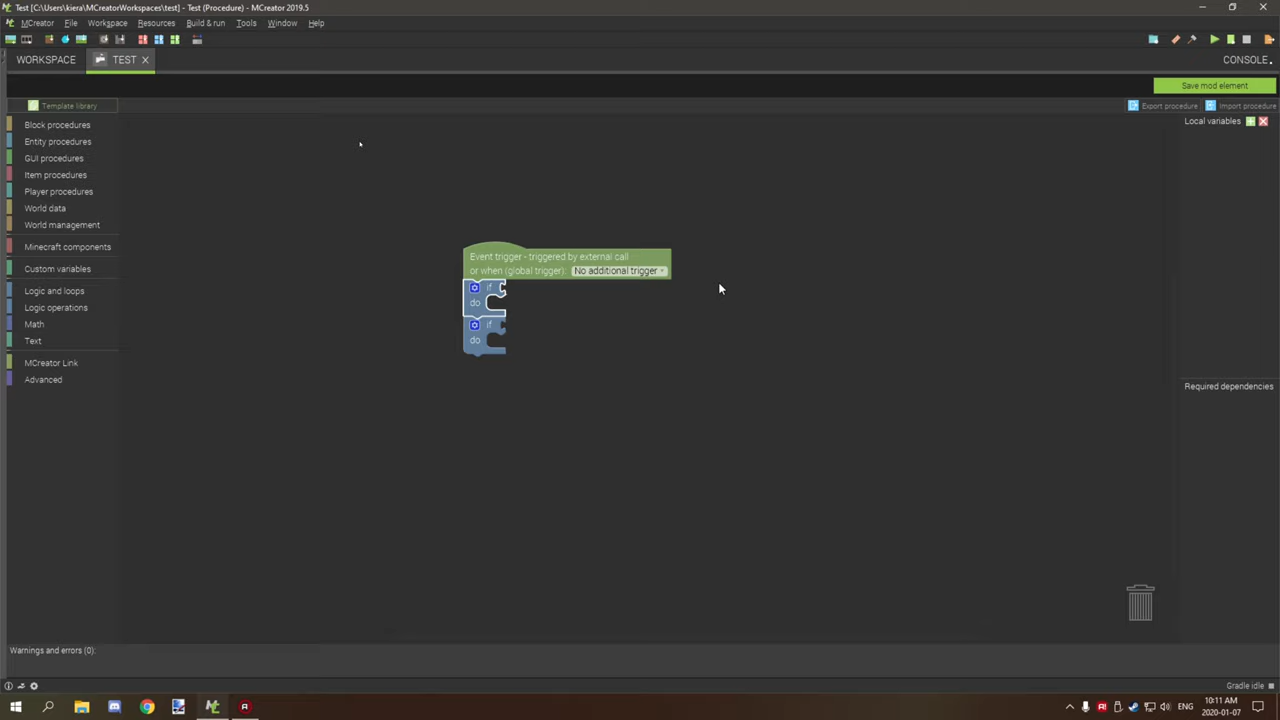 Test [C:\Users\kiera\MCreatorWorkspaces\test] - Test (Procedure) - MCreator 2019.5
MCreator File Workspace Resources Build & run Tools Window Help
WORKSPACE TEST CONSOLE
Save mod element
Template library Export procedure Import procedure
Local variables
Block procedures
Entity procedures
GUI procedures
Item procedures
Player procedures
World data
World management
Minecraft components
Custom variables
Logic and loops
Logic operations
Math
Text
MCreator Link
Advanced
Event trigger - triggered by external call
or when (global trigger): No additional trigger
if
do
if
do
Required dependencies
Warnings and errors (0):
Gradle idle
ENG
10:11 AM
2020-01-07